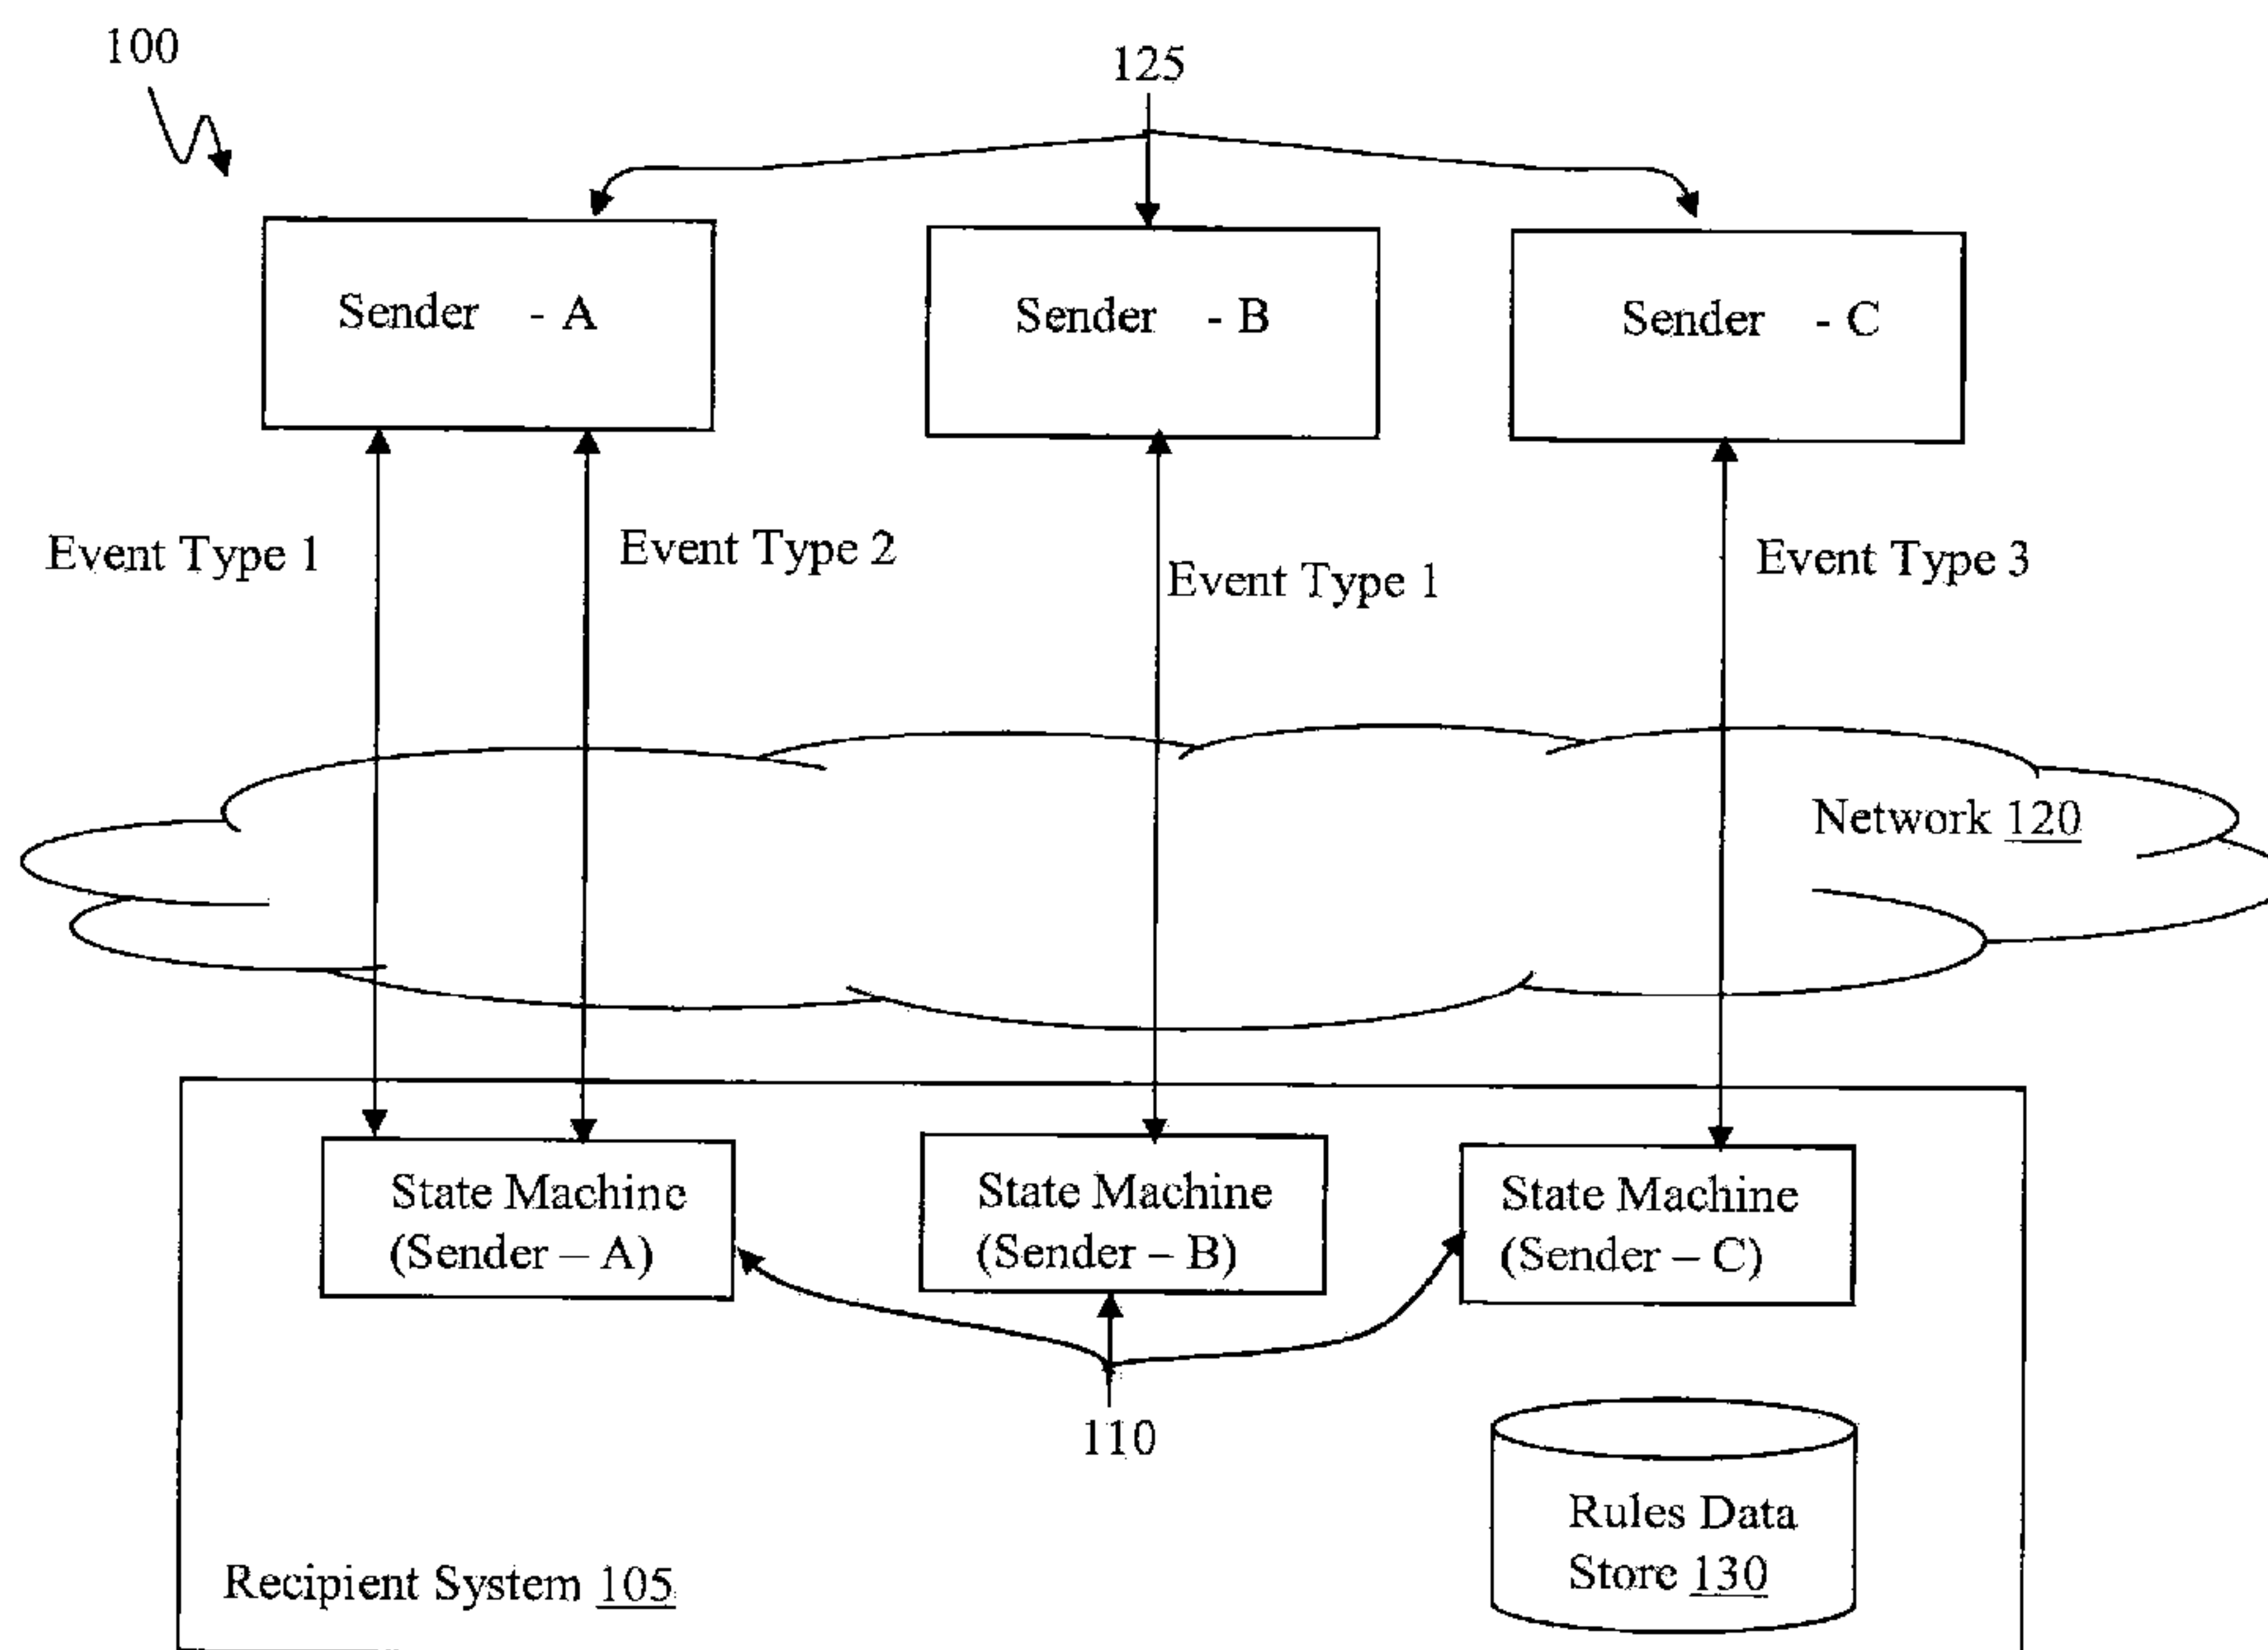 100
125
Sender - A
Sender - B
Sender - C
Event Type 1
Event Type 2
Event Type 1
Event Type 3
Network 120
State Machine
(Sender – A)
State Machine
(Sender – B)
State Machine
(Sender – C)
110
Rules Data
Store 130
Recipient System 105